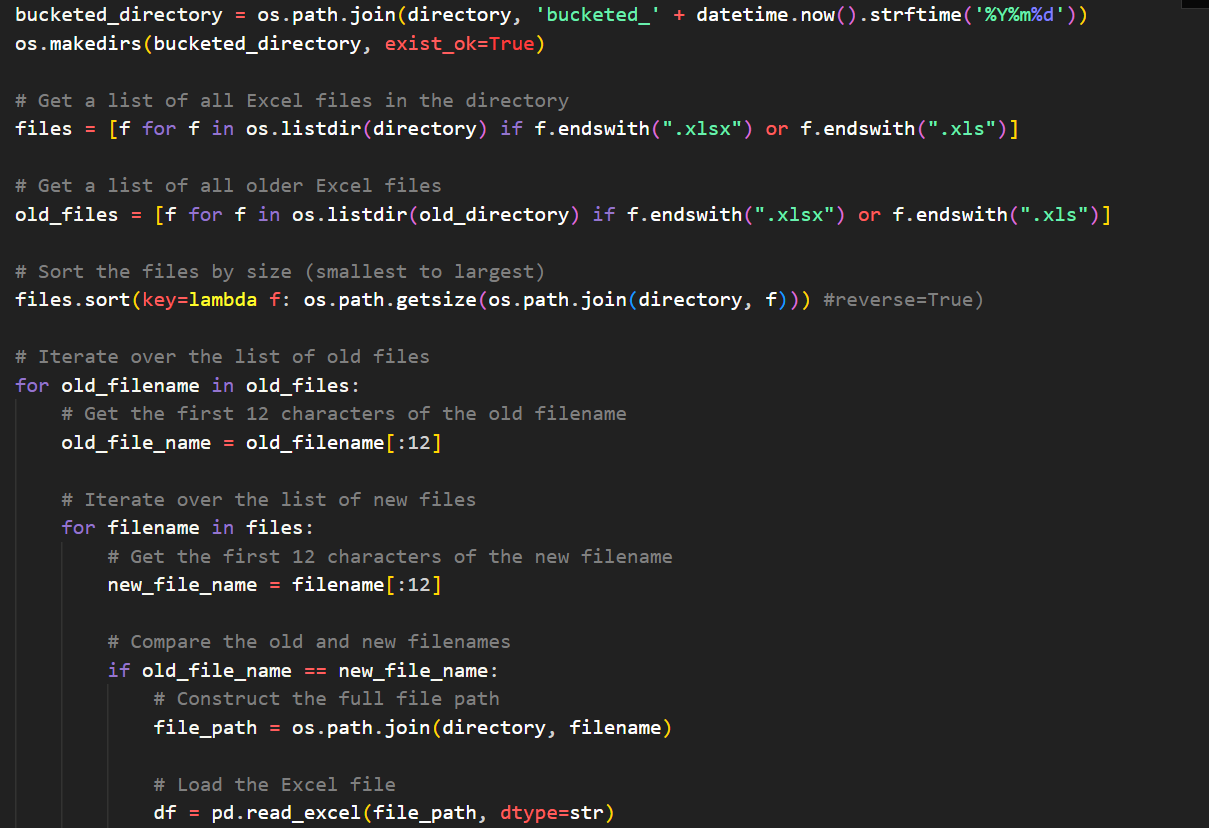 bucketed_directory = os.path.join(directory, 'bucketed_' + datetime.now().strftime('%Y%m%d'))
os.makedirs(bucketed_directory, exist_ok=True)

# Get a list of all Excel files in the directory
files = [f for f in os.listdir(directory) if f.endswith(".xlsx") or f.endswith(".xls")]

# Get a list of all older Excel files
old_files = [f for f in os.listdir(old_directory) if f.endswith(".xlsx") or f.endswith(".xls")]

# Sort the files by size (smallest to largest)
files.sort(key=lambda f: os.path.getsize(os.path.join(directory, f))) #reverse=True)

# Iterate over the list of old files
for old_filename in old_files:
    # Get the first 12 characters of the old filename
    old_file_name = old_filename[:12]

    # Iterate over the list of new files
    for filename in files:
        # Get the first 12 characters of the new filename
        new_file_name = filename[:12]

        # Compare the old and new filenames
        if old_file_name == new_file_name:
            # Construct the full file path
            file_path = os.path.join(directory, filename)

            # Load the Excel file
            df = pd.read_excel(file_path, dtype=str)